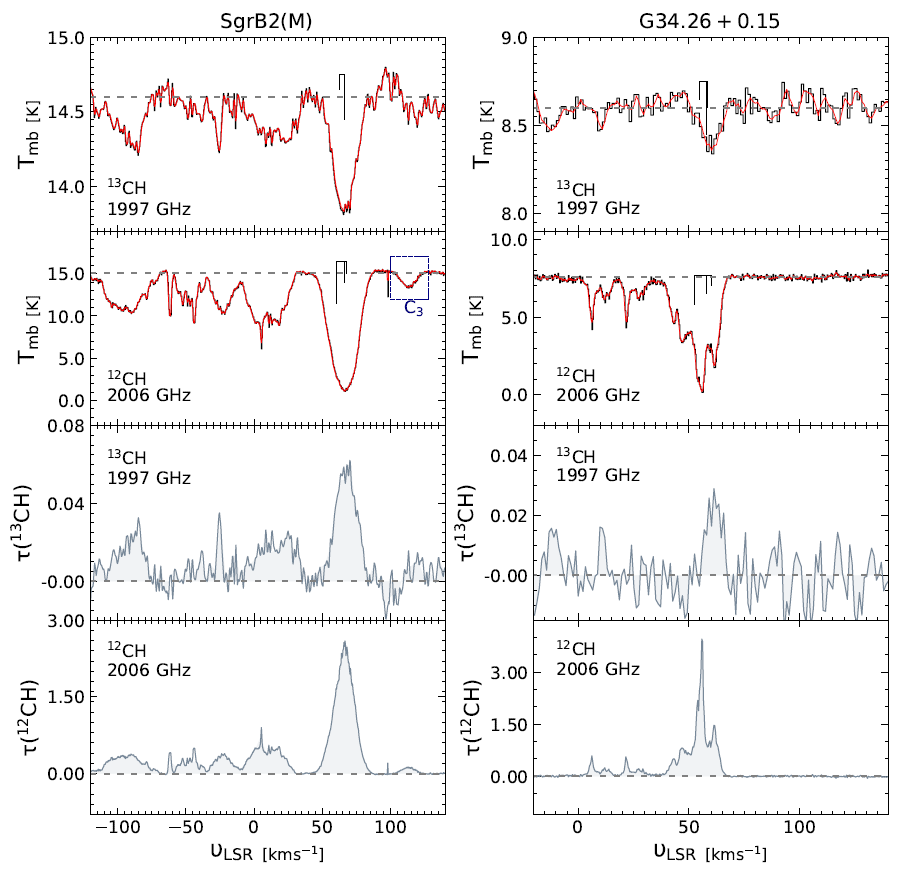 SgrB2(M)
G34.26 + 0.15
15.0
14.5
14.0
T_mb [K]
¹³CH
1997 GHz
9.0
8.5
8.0
T_mb [K]
¹³CH
1997 GHz
15.0
10.0
5.0
0.0
T_mb [K]
C₃
¹²CH
2006 GHz
10.0
5.0
0.0
T_mb [K]
¹²CH
2006 GHz
0.08
0.04
-0.00
τ(¹³CH)
¹³CH
1997 GHz
0.04
0.02
-0.00
τ(¹³CH)
¹³CH
1997 GHz
3.00
1.50
0.00
τ(¹²CH)
¹²CH
2006 GHz
3.00
1.50
0.00
τ(¹²CH)
¹²CH
2006 GHz
−100 −50 0 50 100
υ_LSR [kms⁻¹]
0 50 100
υ_LSR [kms⁻¹]